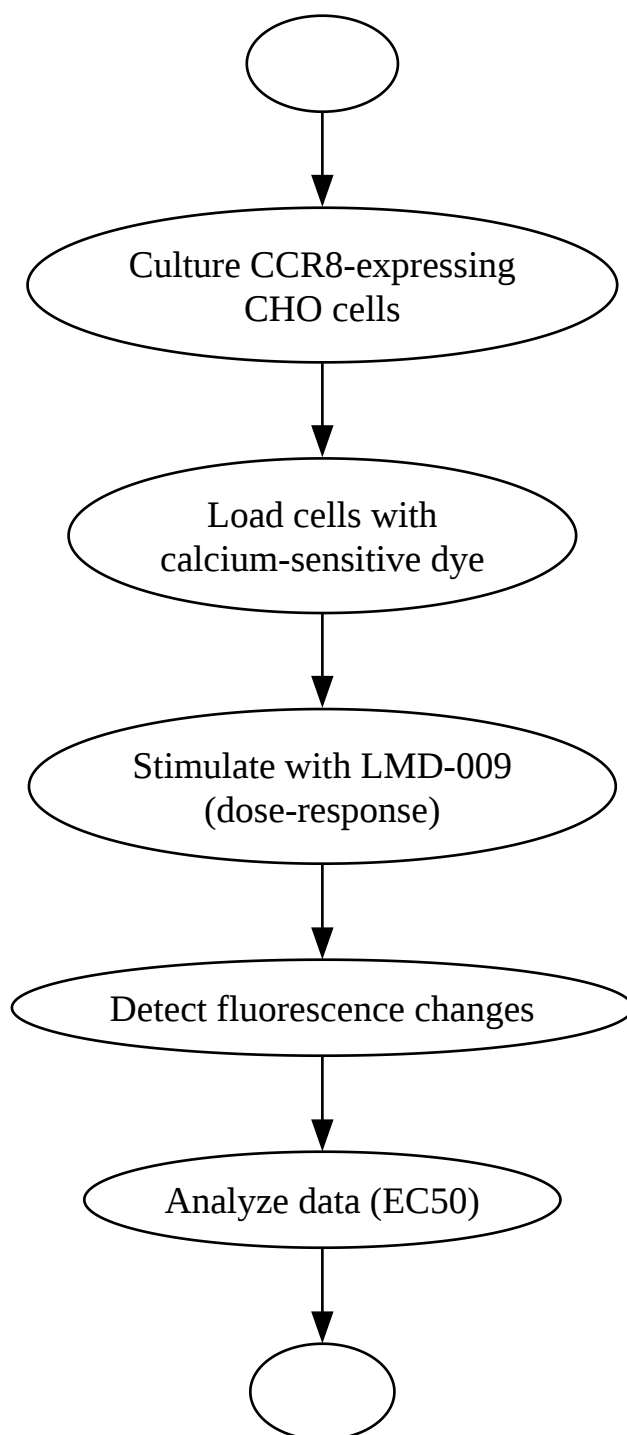 Culture CCR8-expressing
CHO cells
Load cells with
calcium-sensitive dye
Stimulate with LMD-009
(dose-response)
Detect fluorescence changes
Analyze data (EC50)